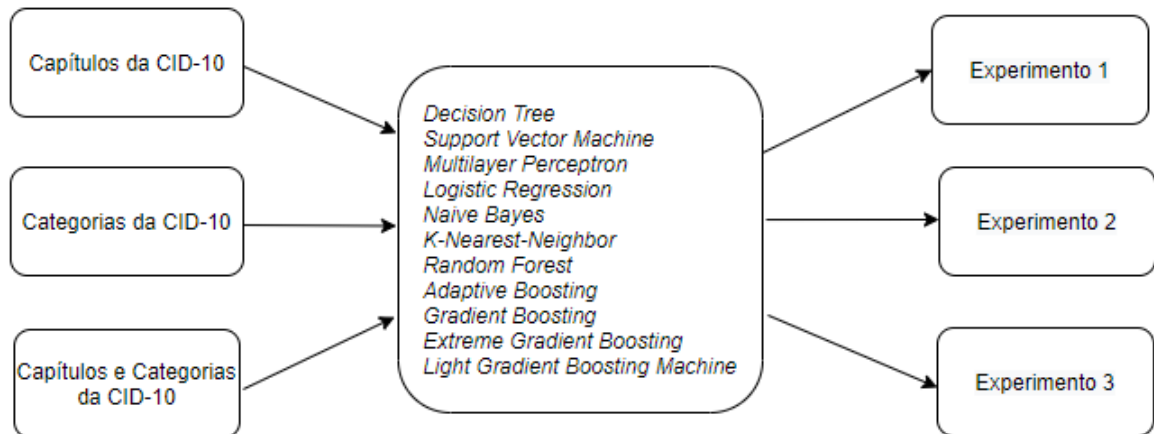 Capítulos da CID-10
Categorias da CID-10
Capítulos e Categorias
da CID-10
Decision Tree
Support Vector Machine
Multilayer Perceptron
Logistic Regression
Naive Bayes
K-Nearest-Neighbor
Random Forest
Adaptive Boosting
Gradient Boosting
Extreme Gradient Boosting
Light Gradient Boosting Machine
Experimento 1
Experimento 2
Experimento 3